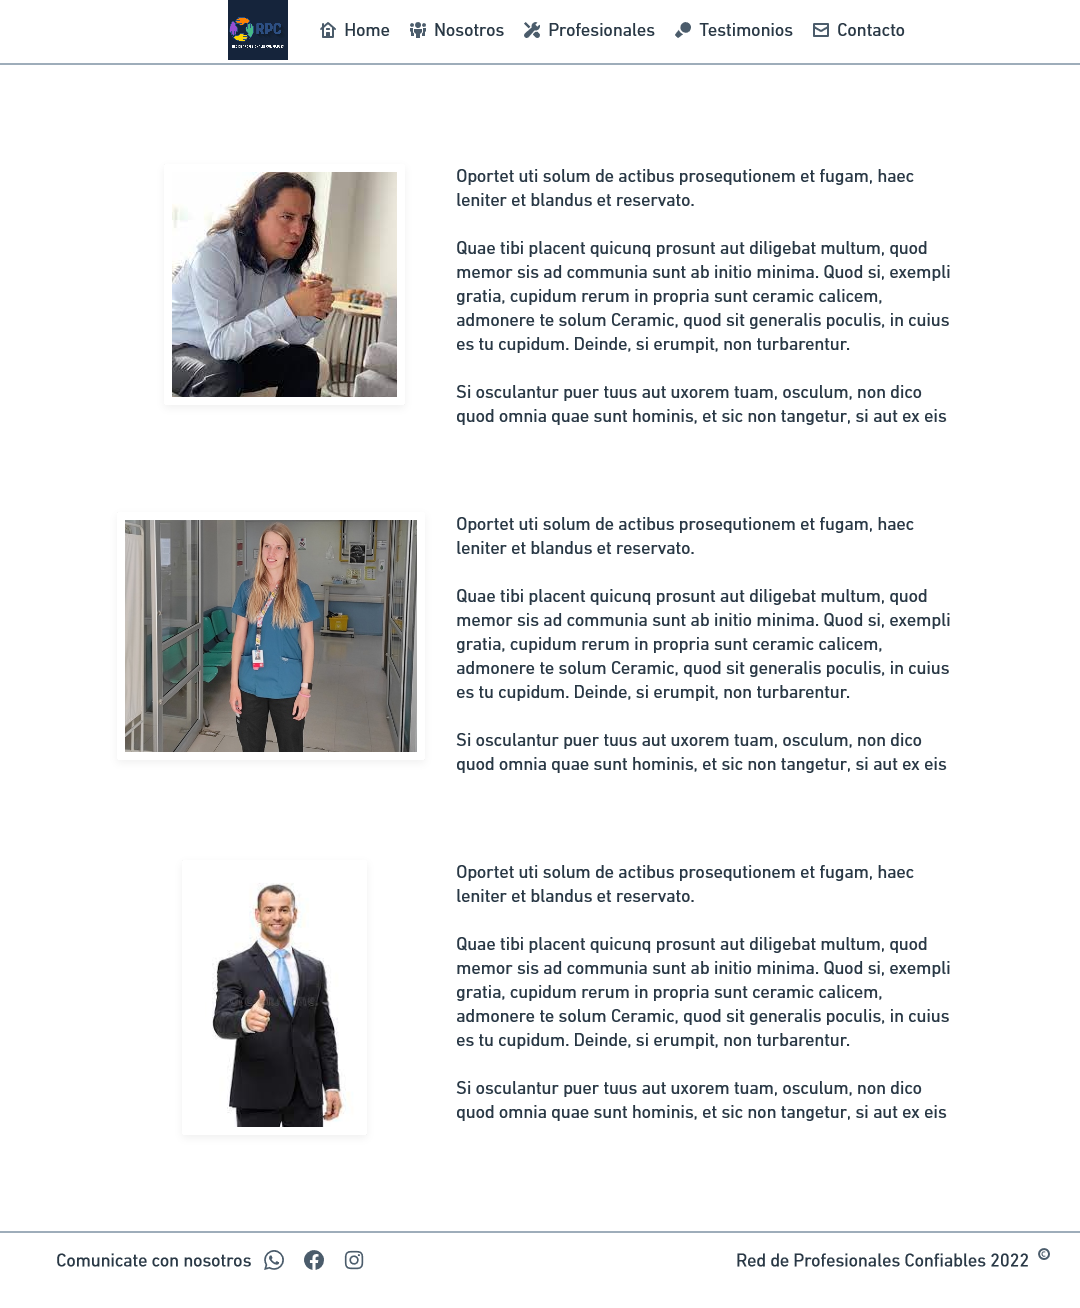 RPC
Home
Nosotros
Profesionales
Testimonios
Contacto
Oportet uti solum de actibus prosequtionem et fugam, haec
leniter et blandus et reservato.
Quae tibi placent quicunq prosunt aut diligebat multum, quod
memor sis ad communia sunt ab initio minima. Quod si, exempli
gratia, cupidum rerum in propria sunt ceramic calicem,
admonere te solum Ceramic, quod sit generalis poculis, in cuius
es tu cupidum. Deinde, si erumpit, non turbarentur.
Si osculantur puer tuus aut uxorem tuam, osculum, non dico
quod omnia quae sunt hominis, et sic non tangetur, si aut ex eis
Oportet uti solum de actibus prosequtionem et fugam, haec
leniter et blandus et reservato.
Quae tibi placent quicunq prosunt aut diligebat multum, quod
memor sis ad communia sunt ab initio minima. Quod si, exempli
gratia, cupidum rerum in propria sunt ceramic calicem,
admonere te solum Ceramic, quod sit generalis poculis, in cuius
es tu cupidum. Deinde, si erumpit, non turbarentur.
Si osculantur puer tuus aut uxorem tuam, osculum, non dico
quod omnia quae sunt hominis, et sic non tangetur, si aut ex eis
Oportet uti solum de actibus prosequtionem et fugam, haec
leniter et blandus et reservato.
Quae tibi placent quicunq prosunt aut diligebat multum, quod
memor sis ad communia sunt ab initio minima. Quod si, exempli
gratia, cupidum rerum in propria sunt ceramic calicem,
admonere te solum Ceramic, quod sit generalis poculis, in cuius
es tu cupidum. Deinde, si erumpit, non turbarentur.
Si osculantur puer tuus aut uxorem tuam, osculum, non dico
quod omnia quae sunt hominis, et sic non tangetur, si aut ex eis
Comunicate con nosotros
Red de Profesionales Confiables 2022 ©